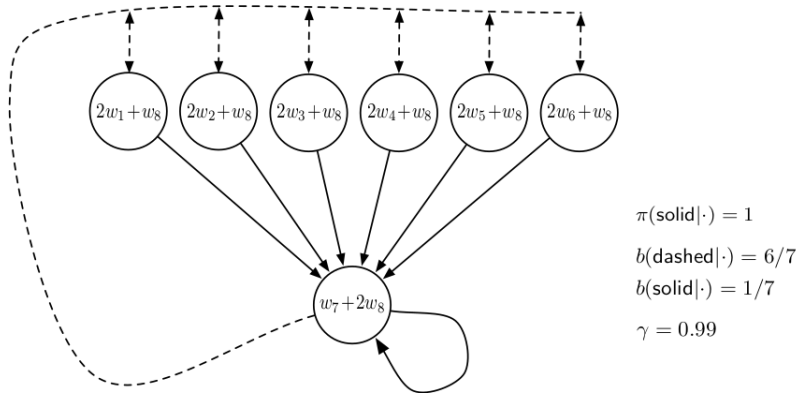 2w₁+w₈ 2w₂+w₈ 2w₃+w₈ 2w₄+w₈ 2w₅+w₈ 2w₆+w₈
w₇+2w₈
π(solid|·) = 1
b(dashed|·) = 6/7
b(solid|·) = 1/7
γ = 0.99